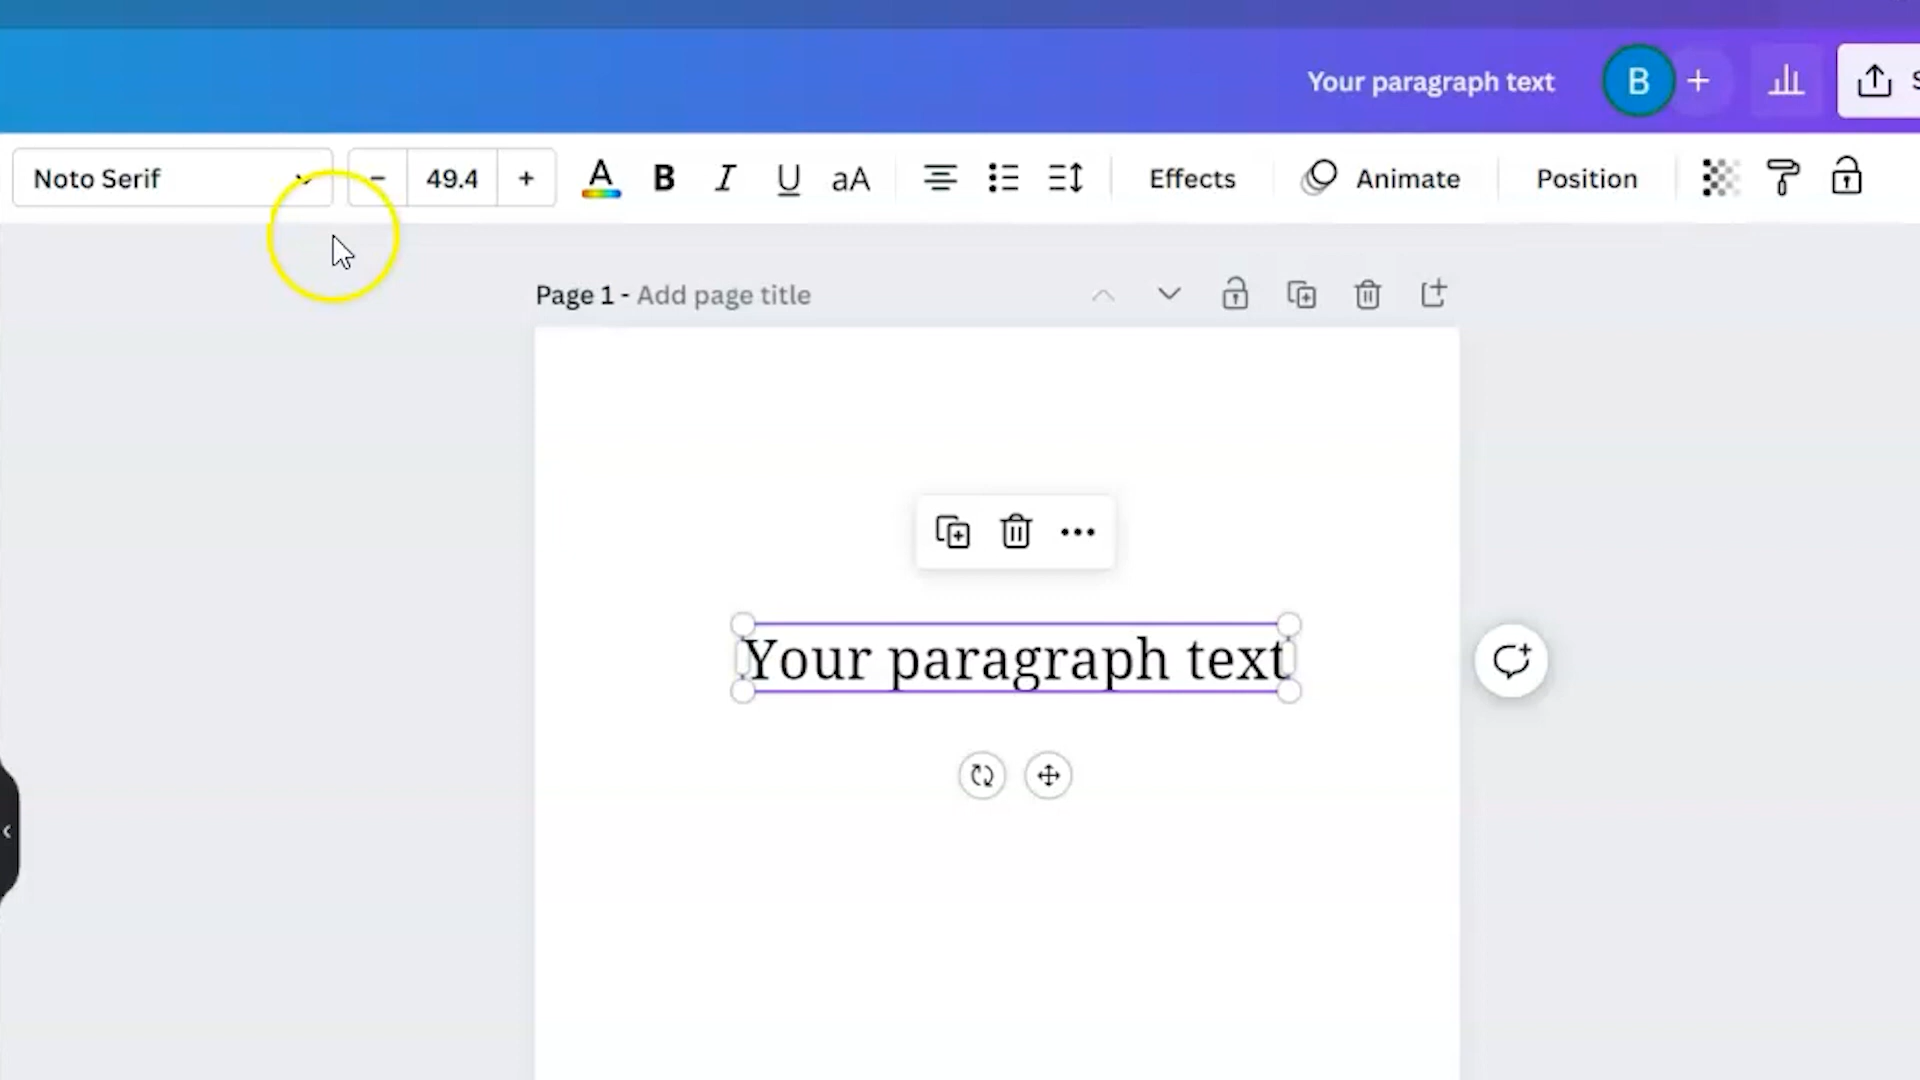 Your paragraph text
B
Noto Serif
49.4
A B I U aA
Effects
Animate
Position
Page 1 - Add page title
Your paragraph text